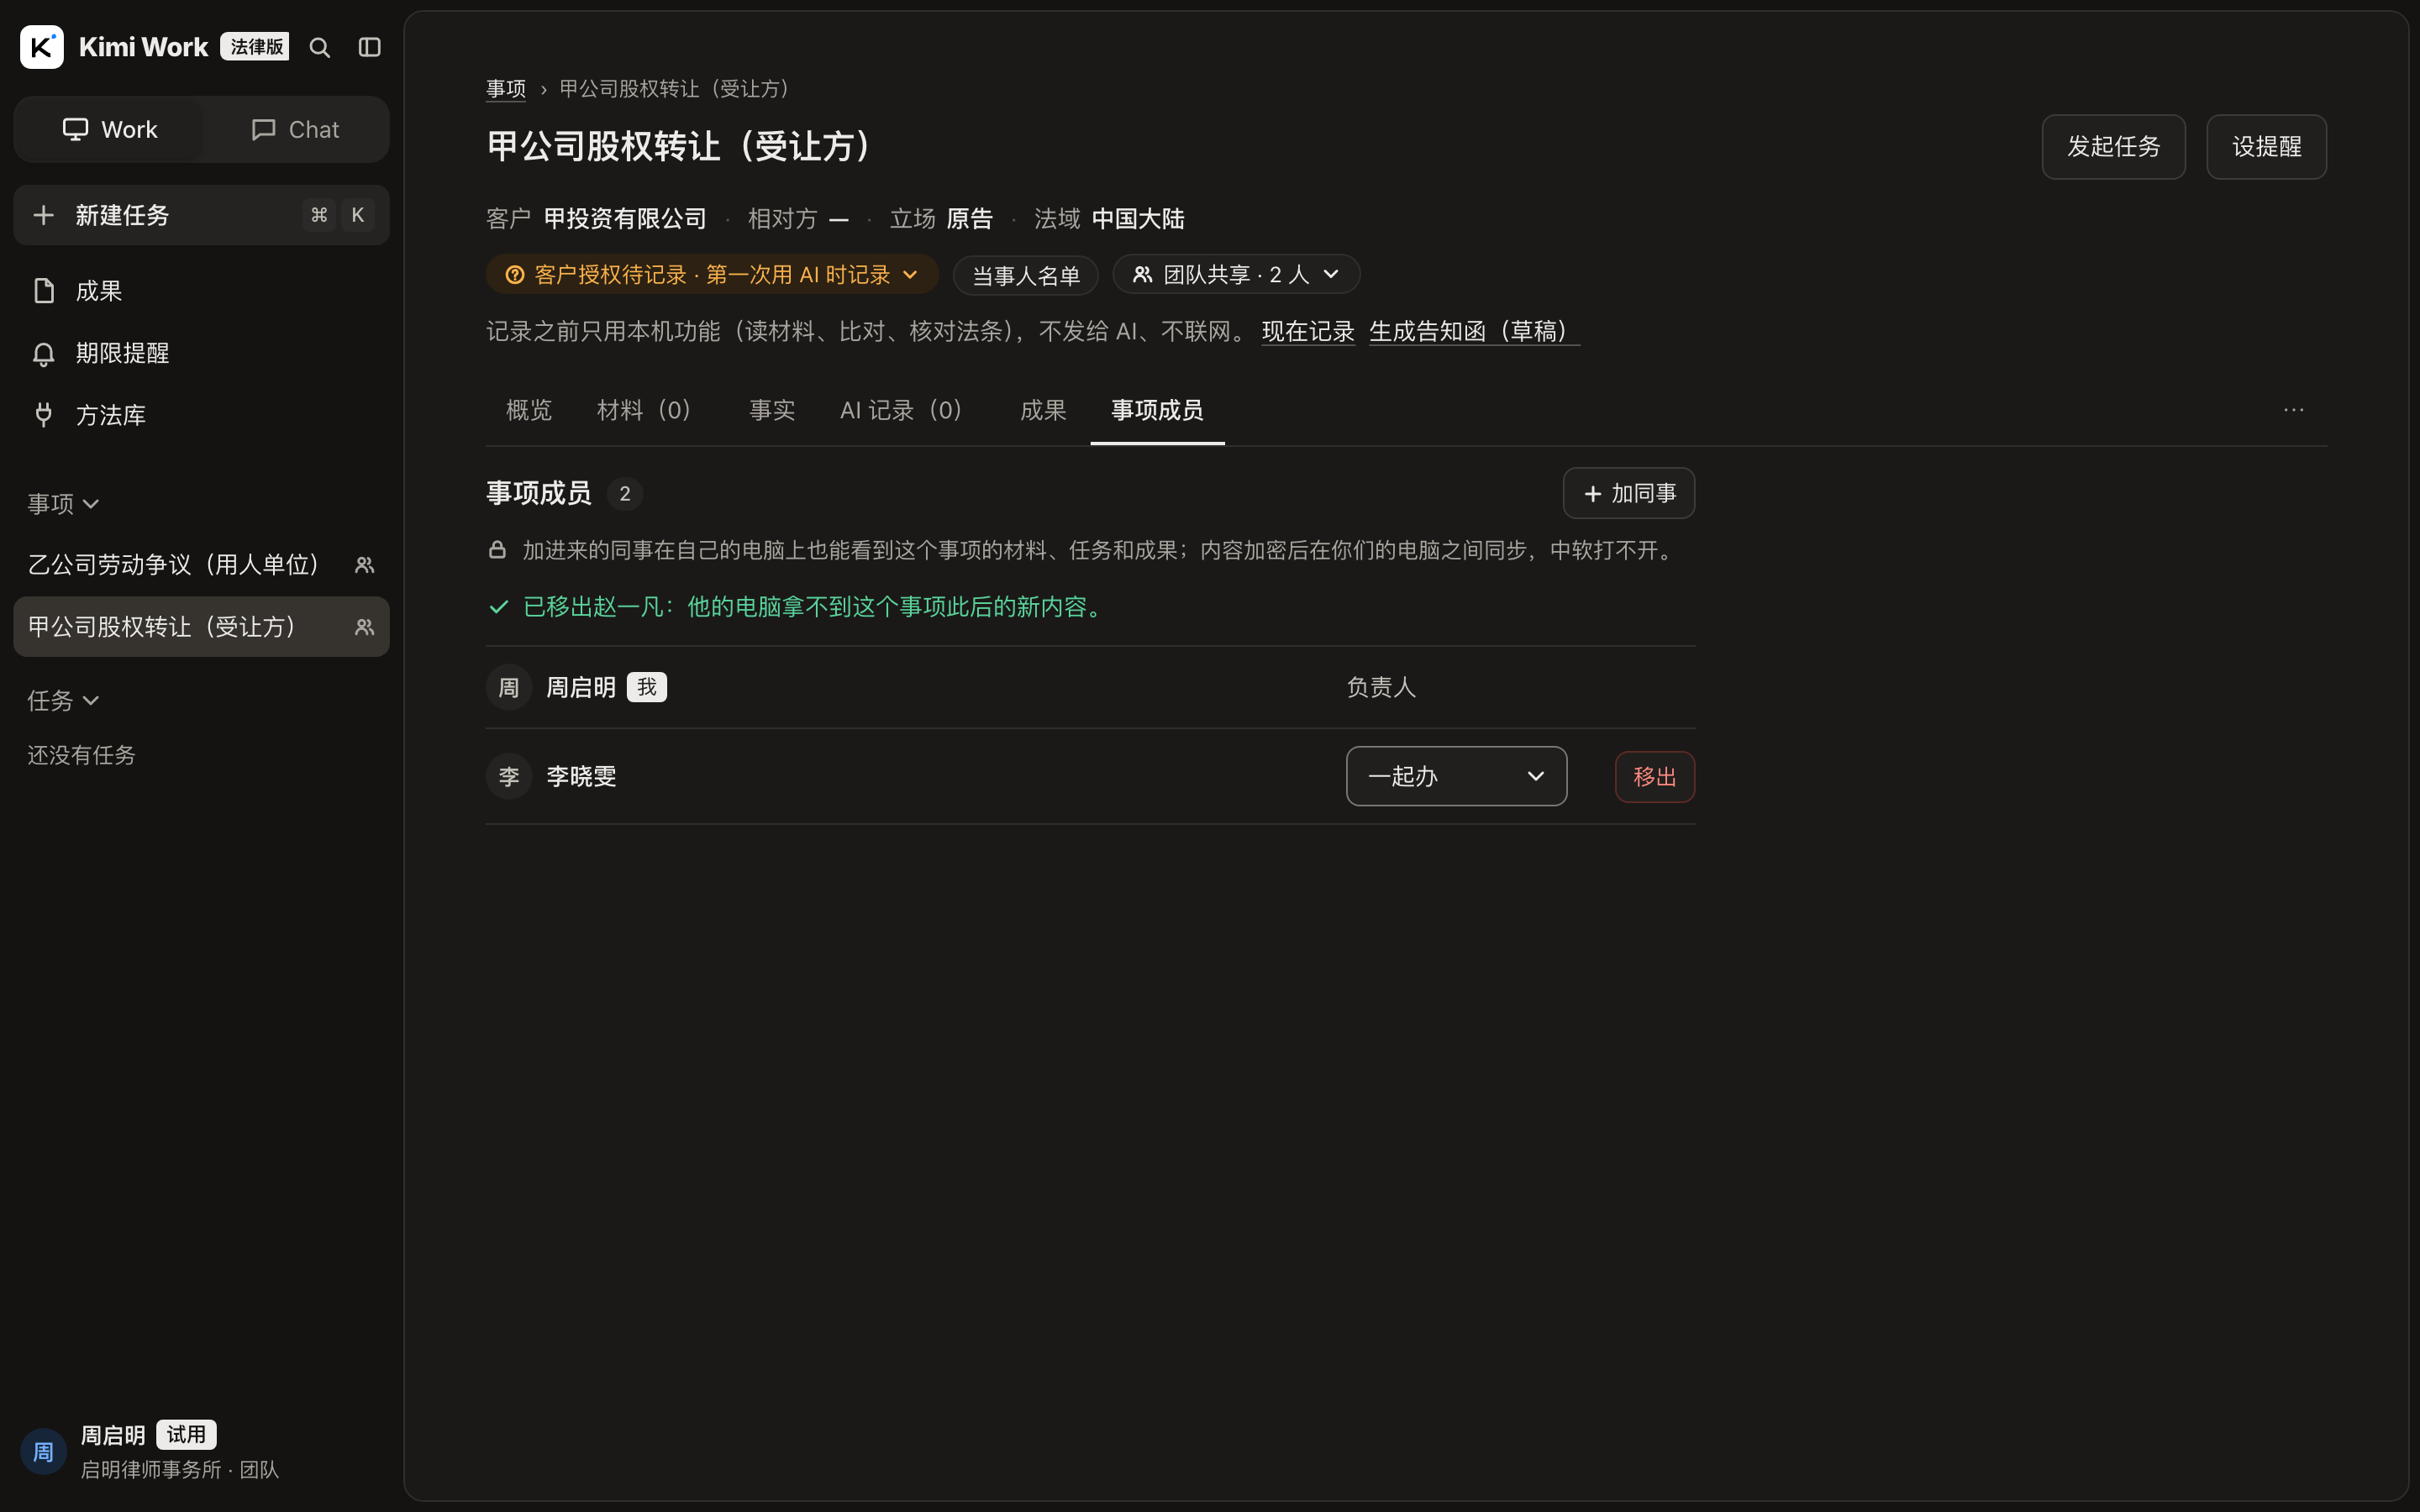 Kimi Work 法律版
Work
Chat
新建任务 ⌘ K
成果
期限提醒
方法库
事项
乙公司劳动争议（用人单位）
甲公司股权转让（受让方）
任务
还没有任务
周 周启明 试用
启明律师事务所 · 团队
事项 › 甲公司股权转让（受让方）
甲公司股权转让（受让方）
发起任务
设提醒
客户 甲投资有限公司 · 相对方 — · 立场 原告 · 法域 中国大陆
客户授权待记录 · 第一次用 AI 时记录
当事人名单
团队共享 · 2 人
记录之前只用本机功能（读材料、比对、核对法条），不发给 AI、不联网。 现在记录 生成告知函（草稿）
概览 材料（0） 事实 AI 记录（0） 成果 事项成员 ···
事项成员 2
+ 加同事
加进来的同事在自己的电脑上也能看到这个事项的材料、任务和成果；内容加密后在你们的电脑之间同步，中软打不开。
已移出赵一凡：他的电脑拿不到这个事项此后的新内容。
周 周启明 我 负责人
李 李晓雯 一起办 移出